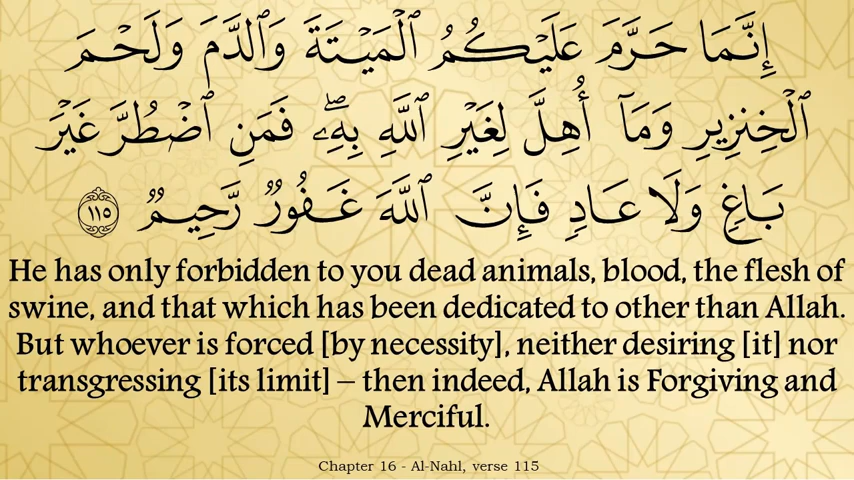 إِنَّمَا حَرَّمَ عَلَيْكُمُ ٱلْمَيْتَةَ وَٱلدَّمَ وَلَحْمَ
ٱلْخِنزِيرِ وَمَآ أُهِلَّ لِغَيْرِ ٱللَّهِ بِهِۦۖ فَمَنِ ٱضْطُرَّ غَيْرَ
بَاغٍ وَلَا عَادٍ فَإِنَّ ٱللَّهَ غَفُورٌ رَّحِيمٌ ١١٥
He has only forbidden to you dead animals, blood, the flesh of
swine, and that which has been dedicated to other than Allah.
But whoever is forced [by necessity], neither desiring [it] nor
transgressing [its limit] – then indeed, Allah is Forgiving and
Merciful.
Chapter 16 - Al-Nahl, verse 115